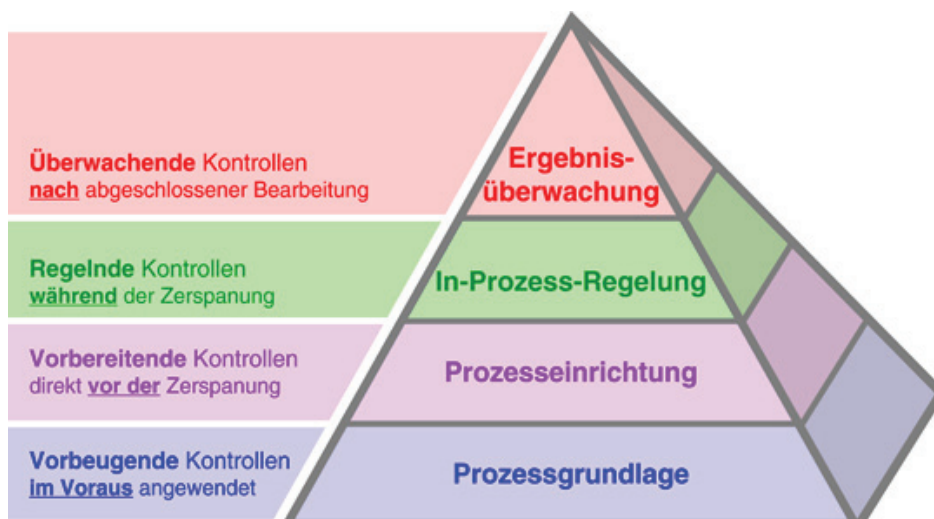 Überwachende Kontrollen
nach abgeschlossener Bearbeitung
Ergebnis-
überwachung
Regelnde Kontrollen
während der Zerspanung
In-Prozess-Regelung
Vorbereitende Kontrollen
direkt vor der Zerspanung
Prozesseinrichtung
Vorbeugende Kontrollen
im Voraus angewendet
Prozessgrundlage